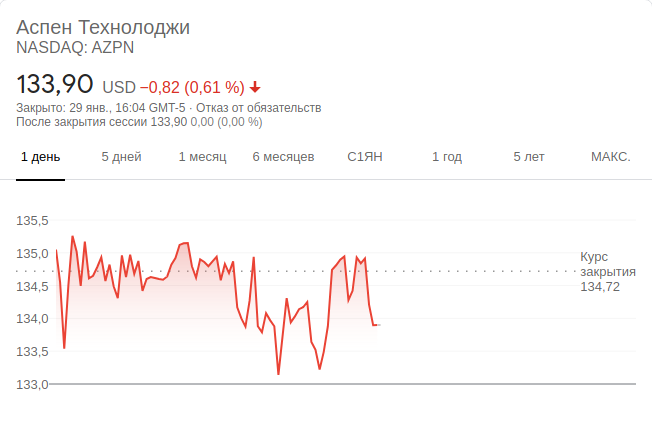 Аспен Технолоджи
NASDAQ: AZPN
133,90 USD −0,82 (0,61 %)
Закрыто: 29 янв., 16:04 GMT-5 · Отказ от обязательств
После закрытия сессии 133,90 0,00 (0,00 %)
1 день 5 дней 1 месяц 6 месяцев С1ЯН 1 год 5 лет МАКС.
135,5
135,0
134,5
134,0
133,5
133,0
Курс
закрытия
134,72